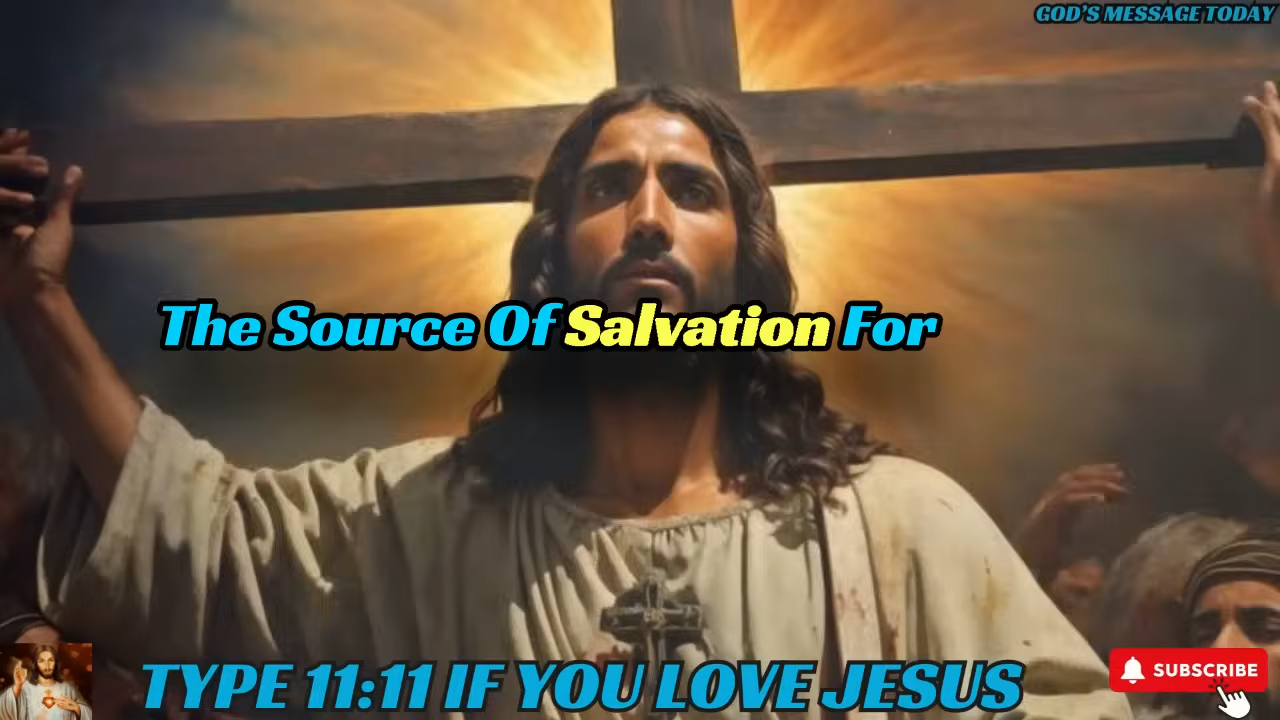 GOD'S MESSAGE TODAY
The Source Of Salvation For
TYPE 11:11 IF YOU LOVE JESUS
SUBSCRIBE